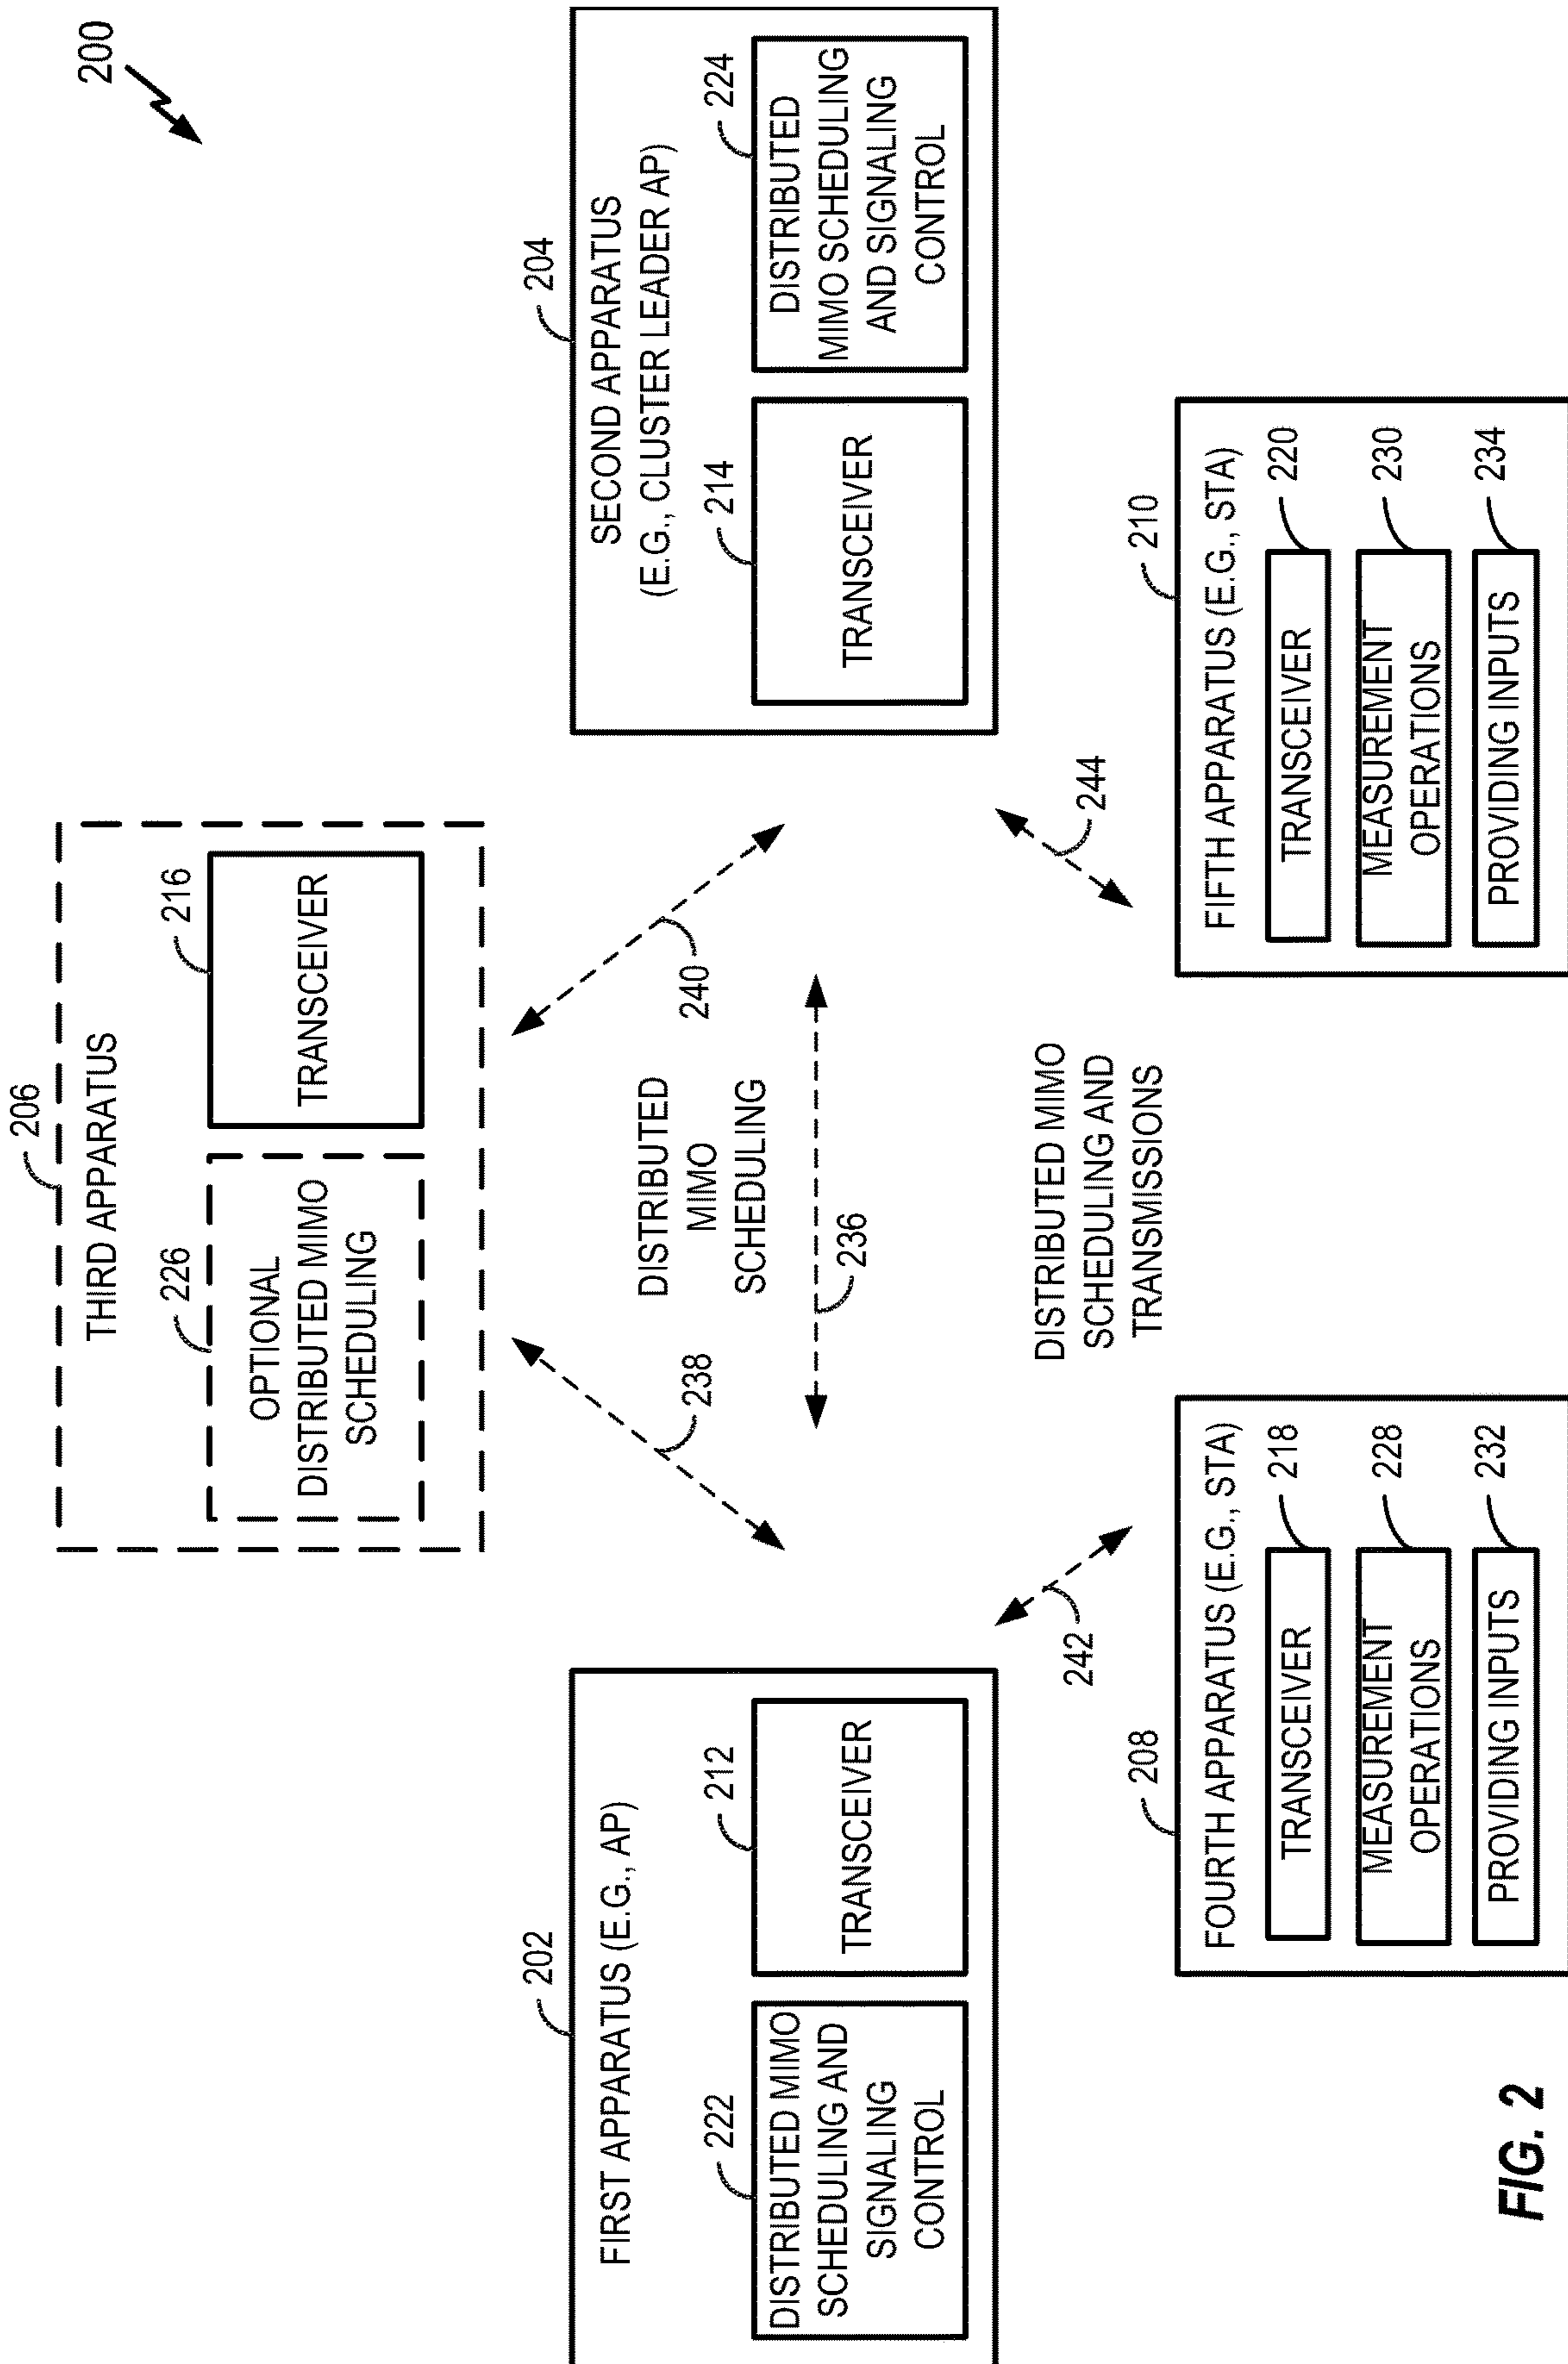 200
206
THIRD APPARATUS
226
216
OPTIONAL
DISTRIBUTED MIMO
SCHEDULING
TRANSCEIVER
202
FIRST APPARATUS (E.G., AP)
222
212
DISTRIBUTED MIMO
SCHEDULING AND
SIGNALING
CONTROL
TRANSCEIVER
238
240
DISTRIBUTED
MIMO
SCHEDULING
236
204
SECOND APPARATUS
(E.G., CLUSTER LEADER AP)
214
224
TRANSCEIVER
DISTRIBUTED
MIMO SCHEDULING
AND SIGNALING
CONTROL
242
DISTRIBUTED MIMO
SCHEDULING AND
TRANSMISSIONS
244
208
FOURTH APPARATUS (E.G., STA)
TRANSCEIVER
218
MEASUREMENT
OPERATIONS
228
PROVIDING INPUTS
232
210
FIFTH APPARATUS (E.G., STA)
TRANSCEIVER
220
MEASUREMENT
OPERATIONS
230
PROVIDING INPUTS
234
FIG. 2